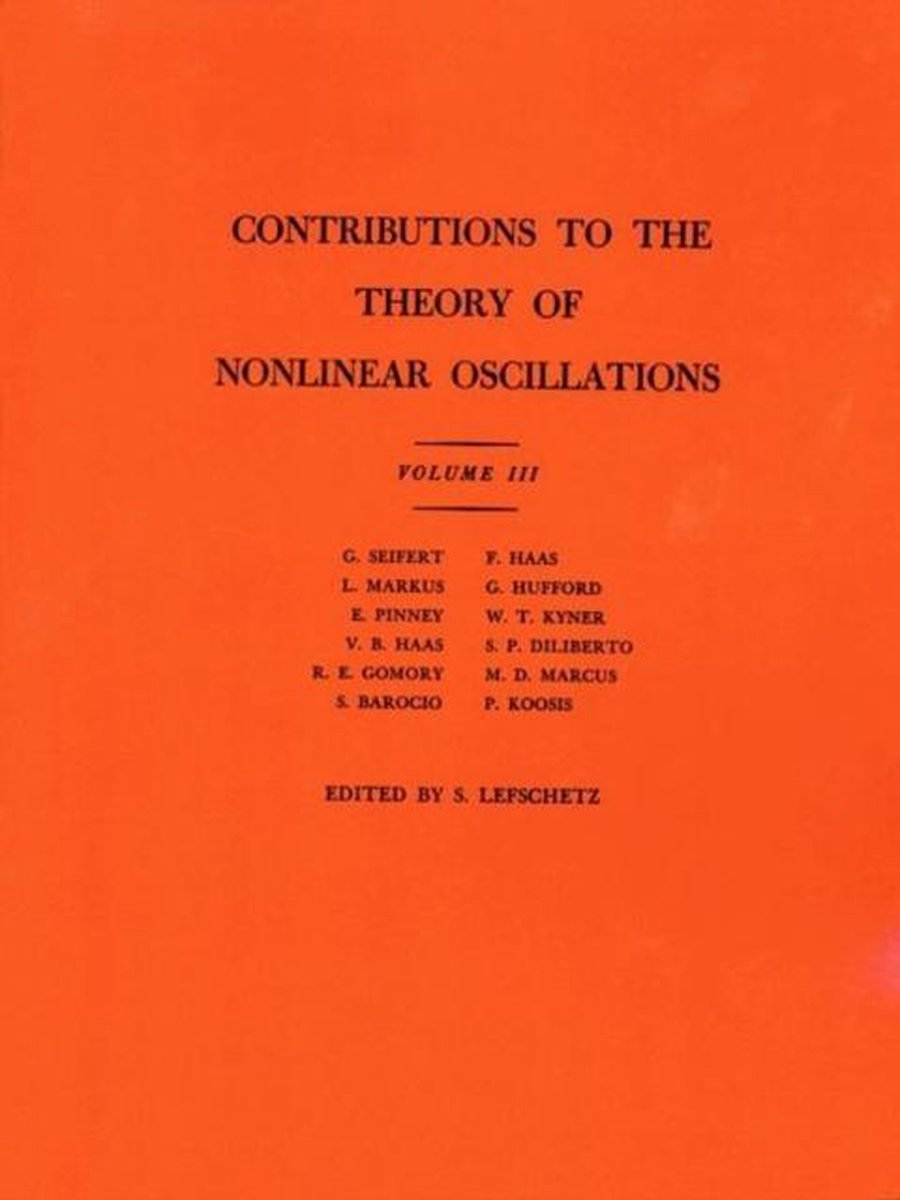 CONTRIBUTIONS TO THE
THEORY OF
NONLINEAR OSCILLATIONS
VOLUME III
G. SEIFERT F. HAAS
L. MARKUS G. HUFFORD
E. PINNEY W. T. KYNER
V. B. HAAS S. P. DILIBERTO
R. E. GOMORY M. D. MARCUS
S. BAROCIO P. KOOSIS
EDITED BY S. LEFSCHETZ